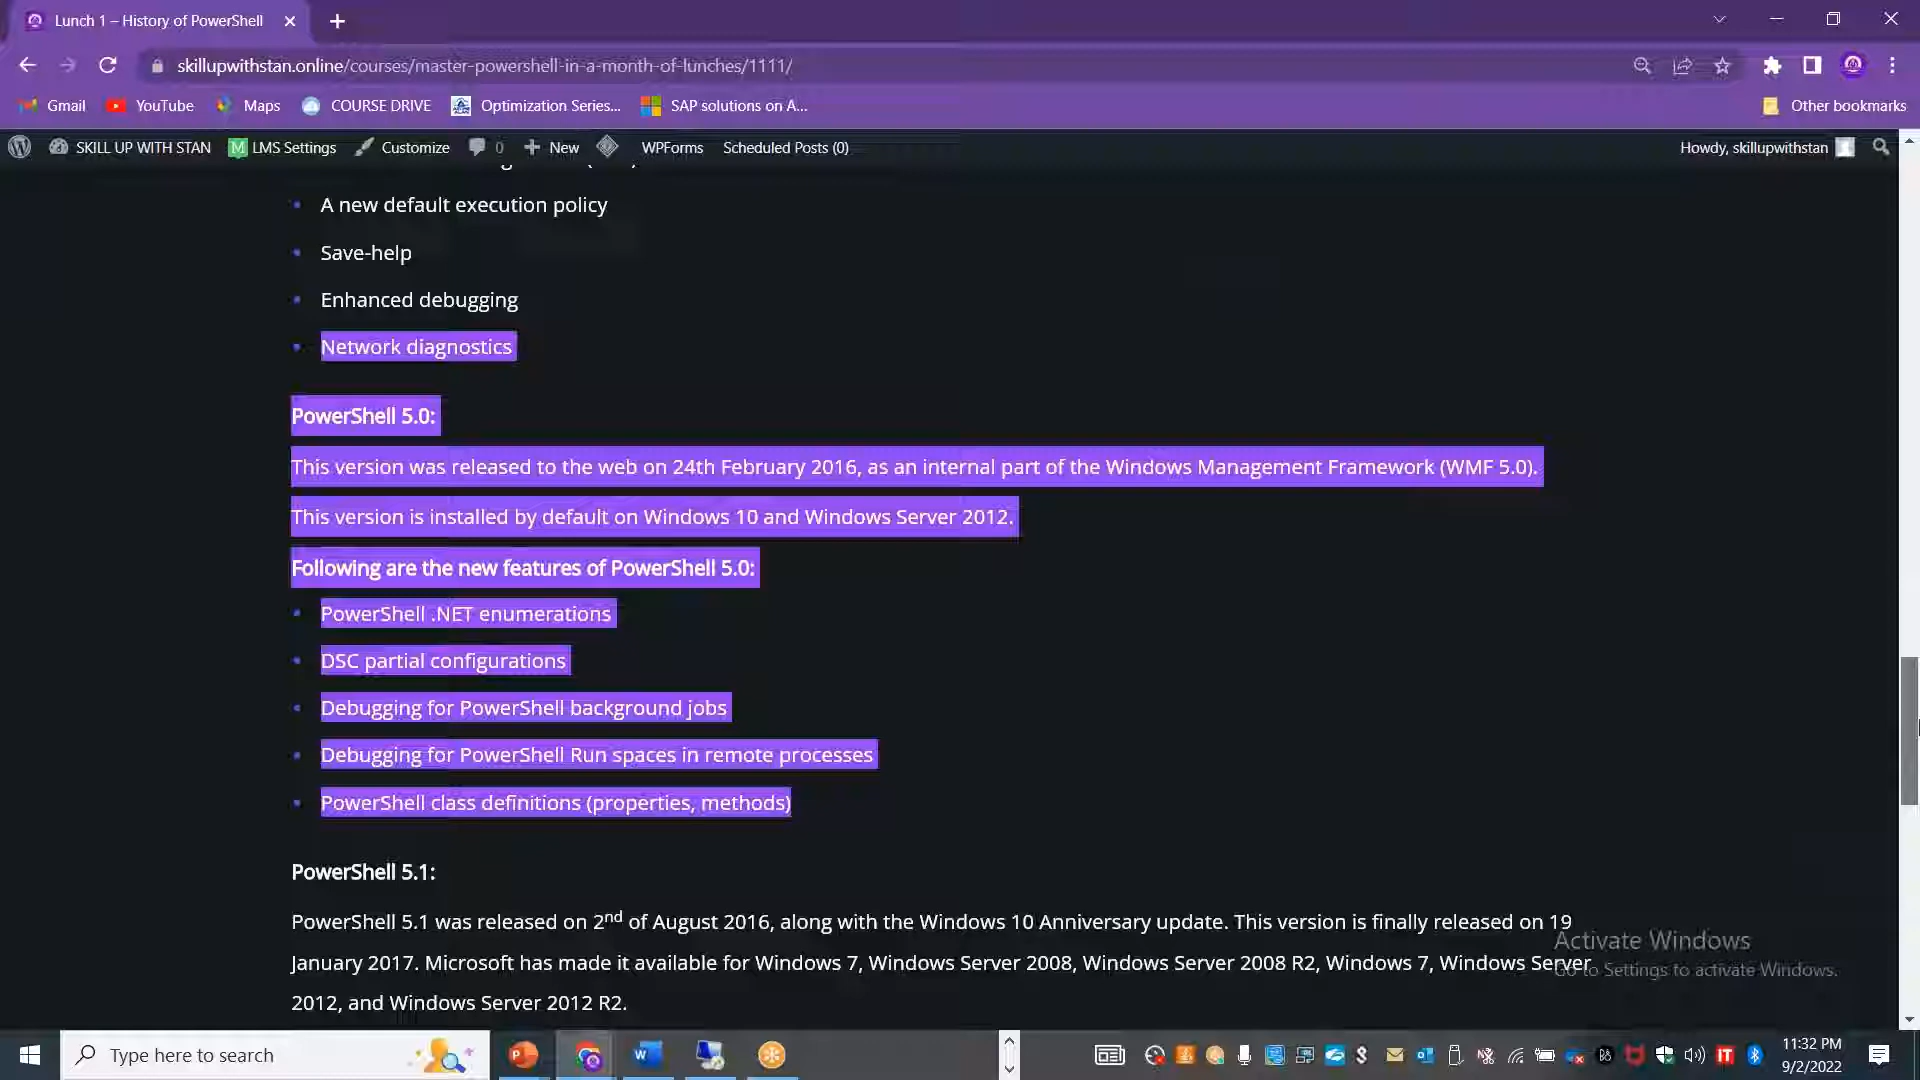 Lunch 1 – History of PowerShell
skillupwithstan.online/courses/master-powershell-in-a-month-of-lunches/1111/
Gmail
YouTube
Maps
COURSE DRIVE
Optimization Series...
SAP solutions on A...
Other bookmarks
SKILL UP WITH STAN
LMS Settings
Customize
0
New
WPForms
Scheduled Posts (0)
Howdy, skillupwithstan
A new default execution policy
Save-help
Enhanced debugging
Network diagnostics
PowerShell 5.0:
This version was released to the web on 24th February 2016, as an internal part of the Windows Management Framework (WMF 5.0).
This version is installed by default on Windows 10 and Windows Server 2012.
Following are the new features of PowerShell 5.0:
PowerShell .NET enumerations
DSC partial configurations
Debugging for PowerShell background jobs
Debugging for PowerShell Run spaces in remote processes
PowerShell class definitions (properties, methods)
PowerShell 5.1:
PowerShell 5.1 was released on 2nd of August 2016, along with the Windows 10 Anniversary update. This version is finally released on 19
January 2017. Microsoft has made it available for Windows 7, Windows Server 2008, Windows Server 2008 R2, Windows 7, Windows Server
2012, and Windows Server 2012 R2.
Activate Windows
Go to Settings to activate Windows.
Type here to search
11:32 PM
9/2/2022